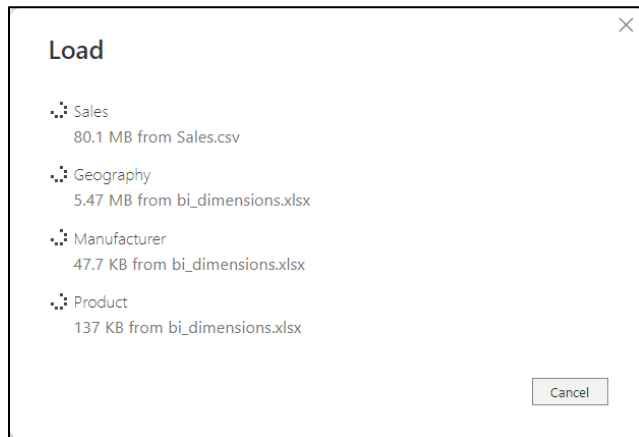 Load
Sales
80.1 MB from Sales.csv
Geography
5.47 MB from bi_dimensions.xlsx
Manufacturer
47.7 KB from bi_dimensions.xlsx
Product
137 KB from bi_dimensions.xlsx
Cancel